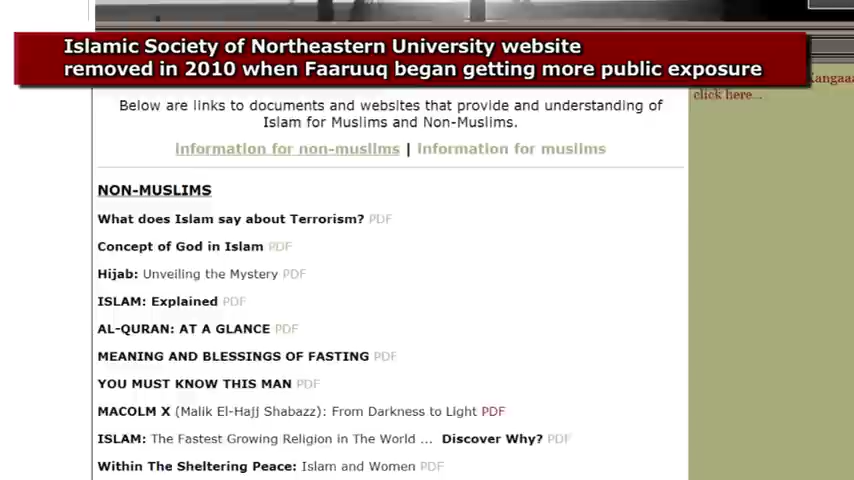 Islamic Society of Northeastern University website
removed in 2010 when Faaruuq began getting more public exposure
click here...
Below are links to documents and websites that provide and understanding of
Islam for Muslims and Non-Muslims.
information for non-muslims | information for muslims
NON-MUSLIMS
What does Islam say about Terrorism? PDF
Concept of God in Islam PDF
Hijab: Unveiling the Mystery PDF
ISLAM: Explained PDF
AL-QURAN: AT A GLANCE PDF
MEANING AND BLESSINGS OF FASTING PDF
YOU MUST KNOW THIS MAN PDF
MACOLM X (Malik El-Hajj Shabazz): From Darkness to Light PDF
ISLAM: The Fastest Growing Religion in The World ... Discover Why? PDF
Within The Sheltering Peace: Islam and Women PDF